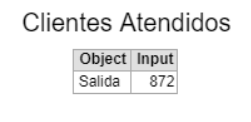 Clientes Atendidos
Object Input
Salida 872